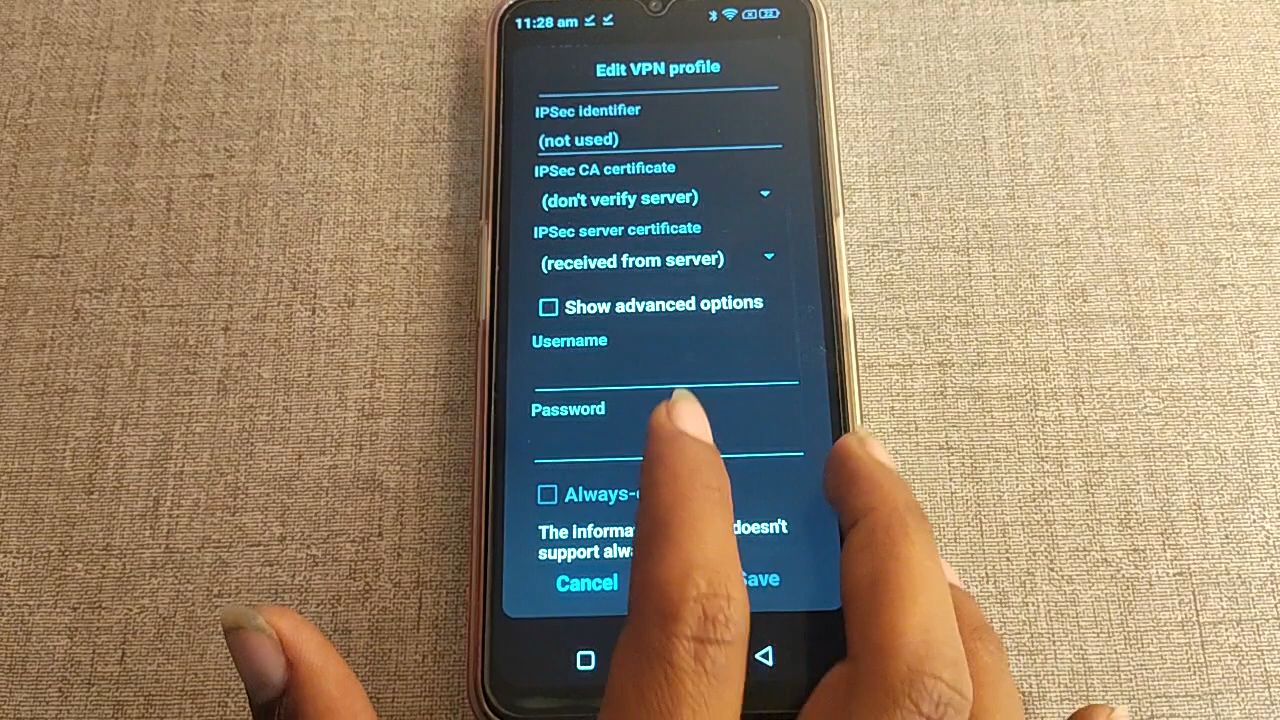 11:28 am
22
Edit VPN profile
IPSec identifier
(not used)
IPSec CA certificate
(don't verify server)
IPSec server certificate
(received from server)
Show advanced options
Username
Password
Always-
The informa doesn't
support alw
Cancel Save